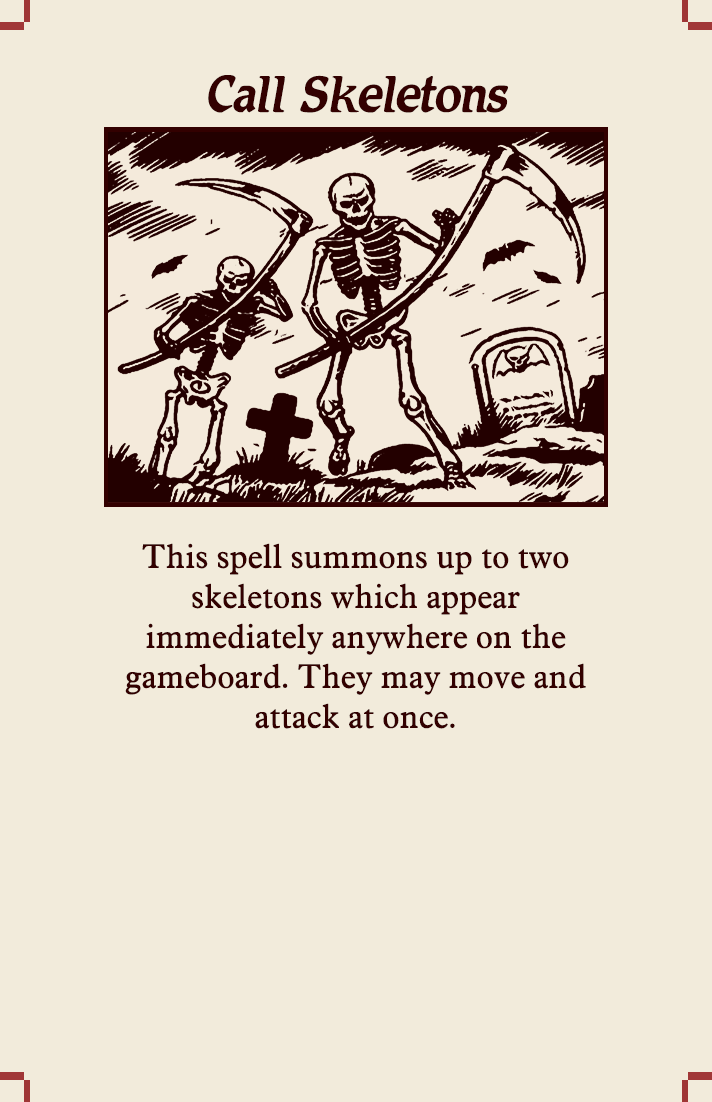 Call Skeletons
This spell summons up to two
skeletons which appear
immediately anywhere on the
gameboard. They may move and
attack at once.